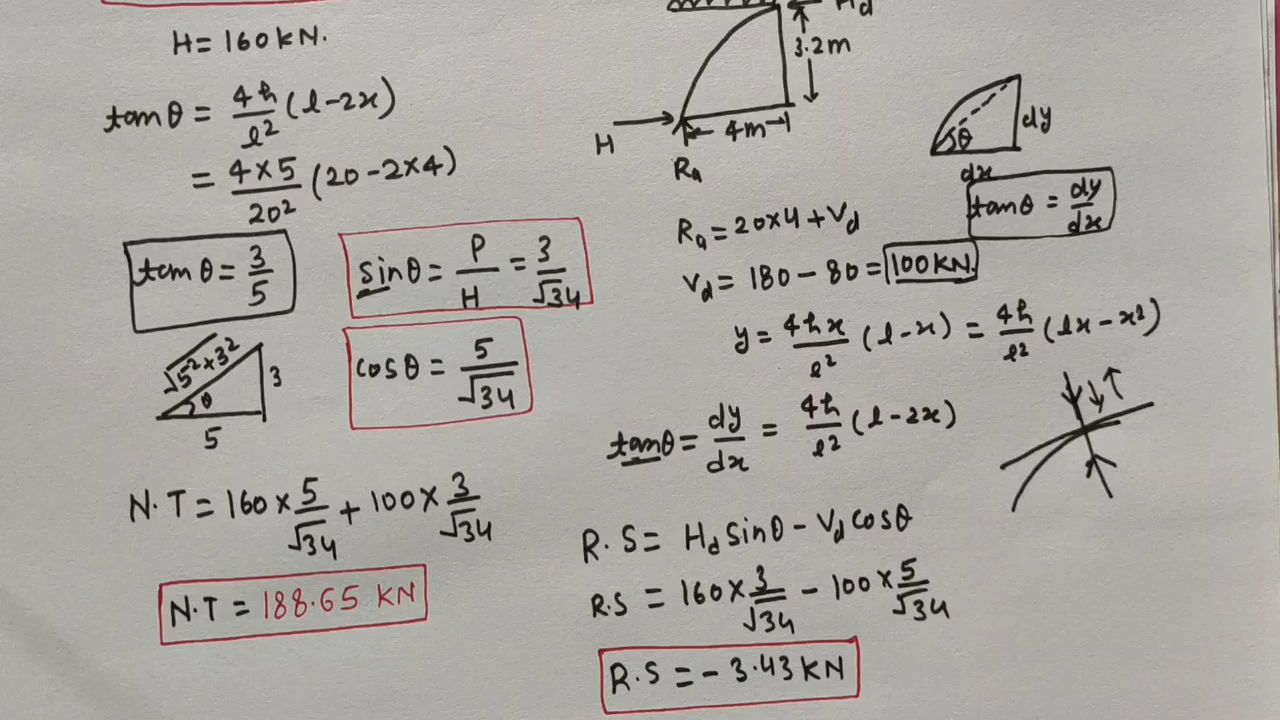 H = 160 KN.
tanθ = 4h/l² (l-2x)
= 4×5/20² (20-2×4)
tanθ = 3/5
sinθ = P/H = 3/√34
√5²+3²
θ
3
5
cosθ = 5/√34
N.T = 160 × 5/√34 + 100 × 3/√34
N.T = 188.65 KN
Hd
3.2m
H
4m
Ra
θ
dy
dx
tanθ = dy/dx
Ra = 20×4 + Vd
Vd = 180 - 80 = 100 KN.
y = 4hx/l² (l-x) = 4h/l² (lx-x²)
tanθ = dy/dx = 4h/l² (l-2x)
R.S = Hd sinθ - Vd cosθ
R.S = 160 × 3/√34 - 100 × 5/√34
R.S = -3.43 KN